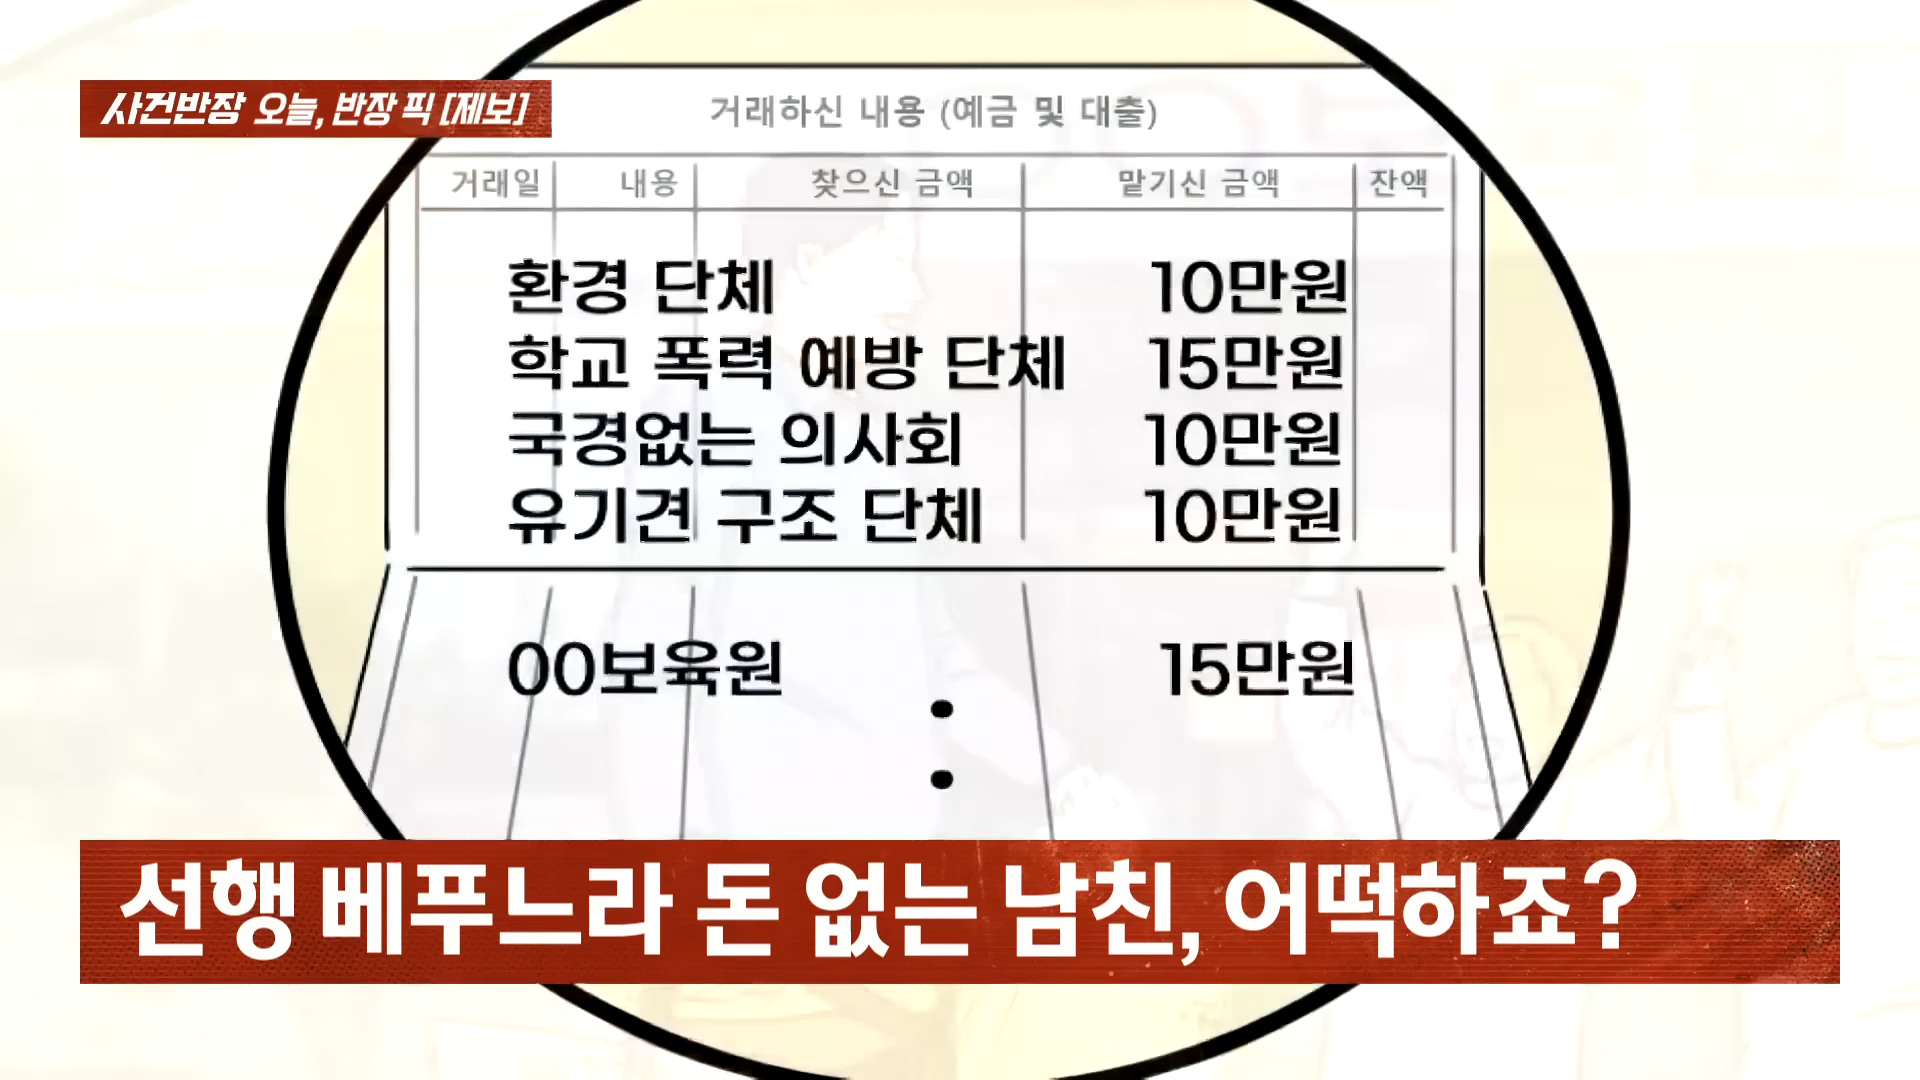 사건반장 오늘, 반장 픽 [제보]
거래하신 내용 (예금 및 대출)
거래일 내용 찾으신 금액 맡기신 금액 잔액
환경 단체 10만원
학교 폭력 예방 단체 15만원
국경없는 의사회 10만원
유기견 구조 단체 10만원
00보육원 15만원
선행 베푸느라 돈 없는 남친, 어떡하죠?